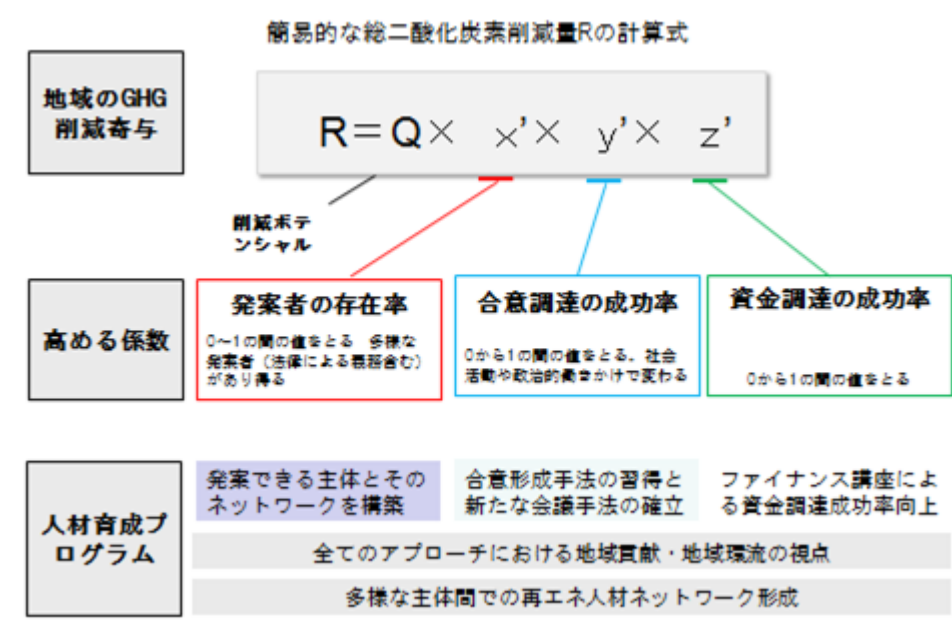 簡易的な総二酸化炭素削減量Rの計算式
地域のGHG
削減寄与
R=Q× x'× y'× z'
削減ポテ
ンシャル
高める係数
発案者の存在率
0～1の間の値をとる 多様な
発案者（法律による義務含む）
があり得る
合意調達の成功率
0から1の間の値をとる。社会
活動や政治的働きかけで変わる
資金調達の成功率
0から1の間の値をとる
人材育成プ
ログラム
発案できる主体とその
ネットワークを構築
合意形成手法の習得と
新たな会議手法の確立
ファイナンス講座によ
る資金調達成功率向上
全てのアプローチにおける地域貢献・地域環流の視点
多様な主体間での再エネ人材ネットワーク形成